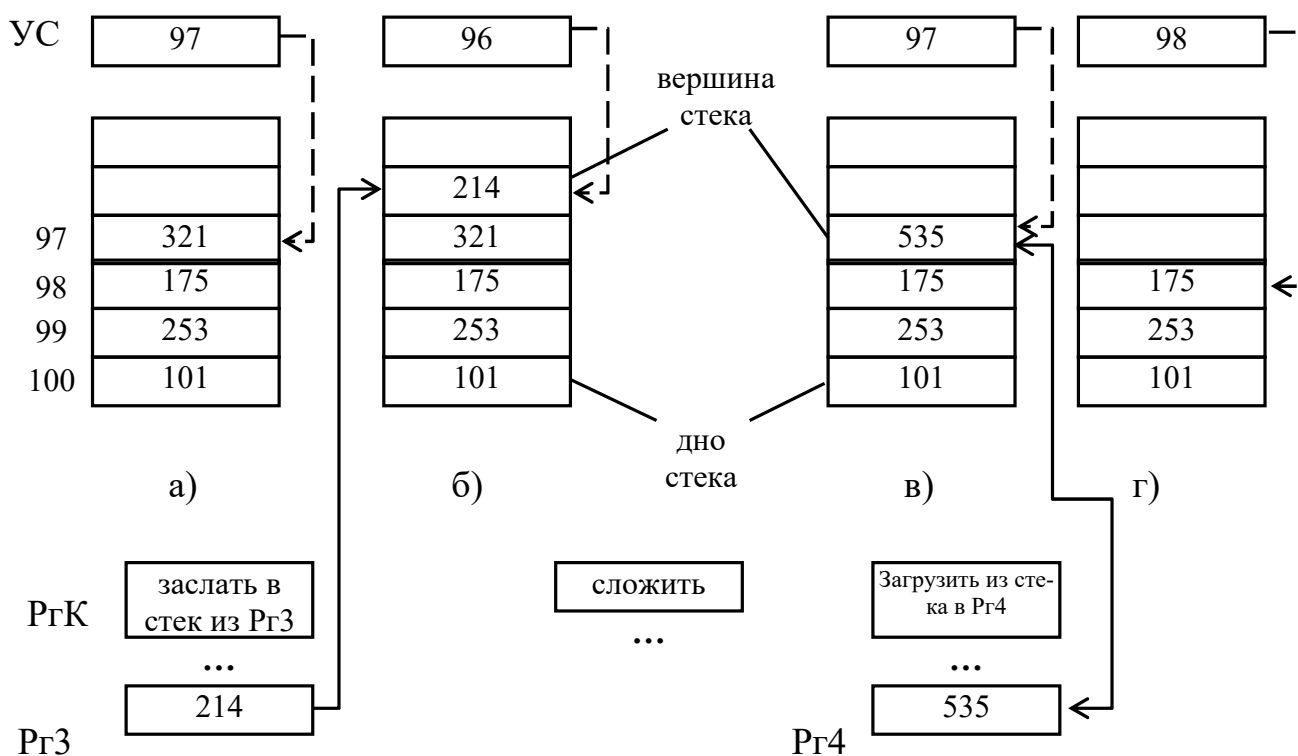 УС 97 96 97 98
вершина
стека
214
97 321 321 535
98 175 175 175 175
99 253 253 253 253
100 101 101 101 101
дно
стека
а) б) в) г)
РгК
заслать в
стек из Рг3
...
сложить
...
Загрузить из сте-
ка в Рг4
...
Рг3 214
Рг4 535